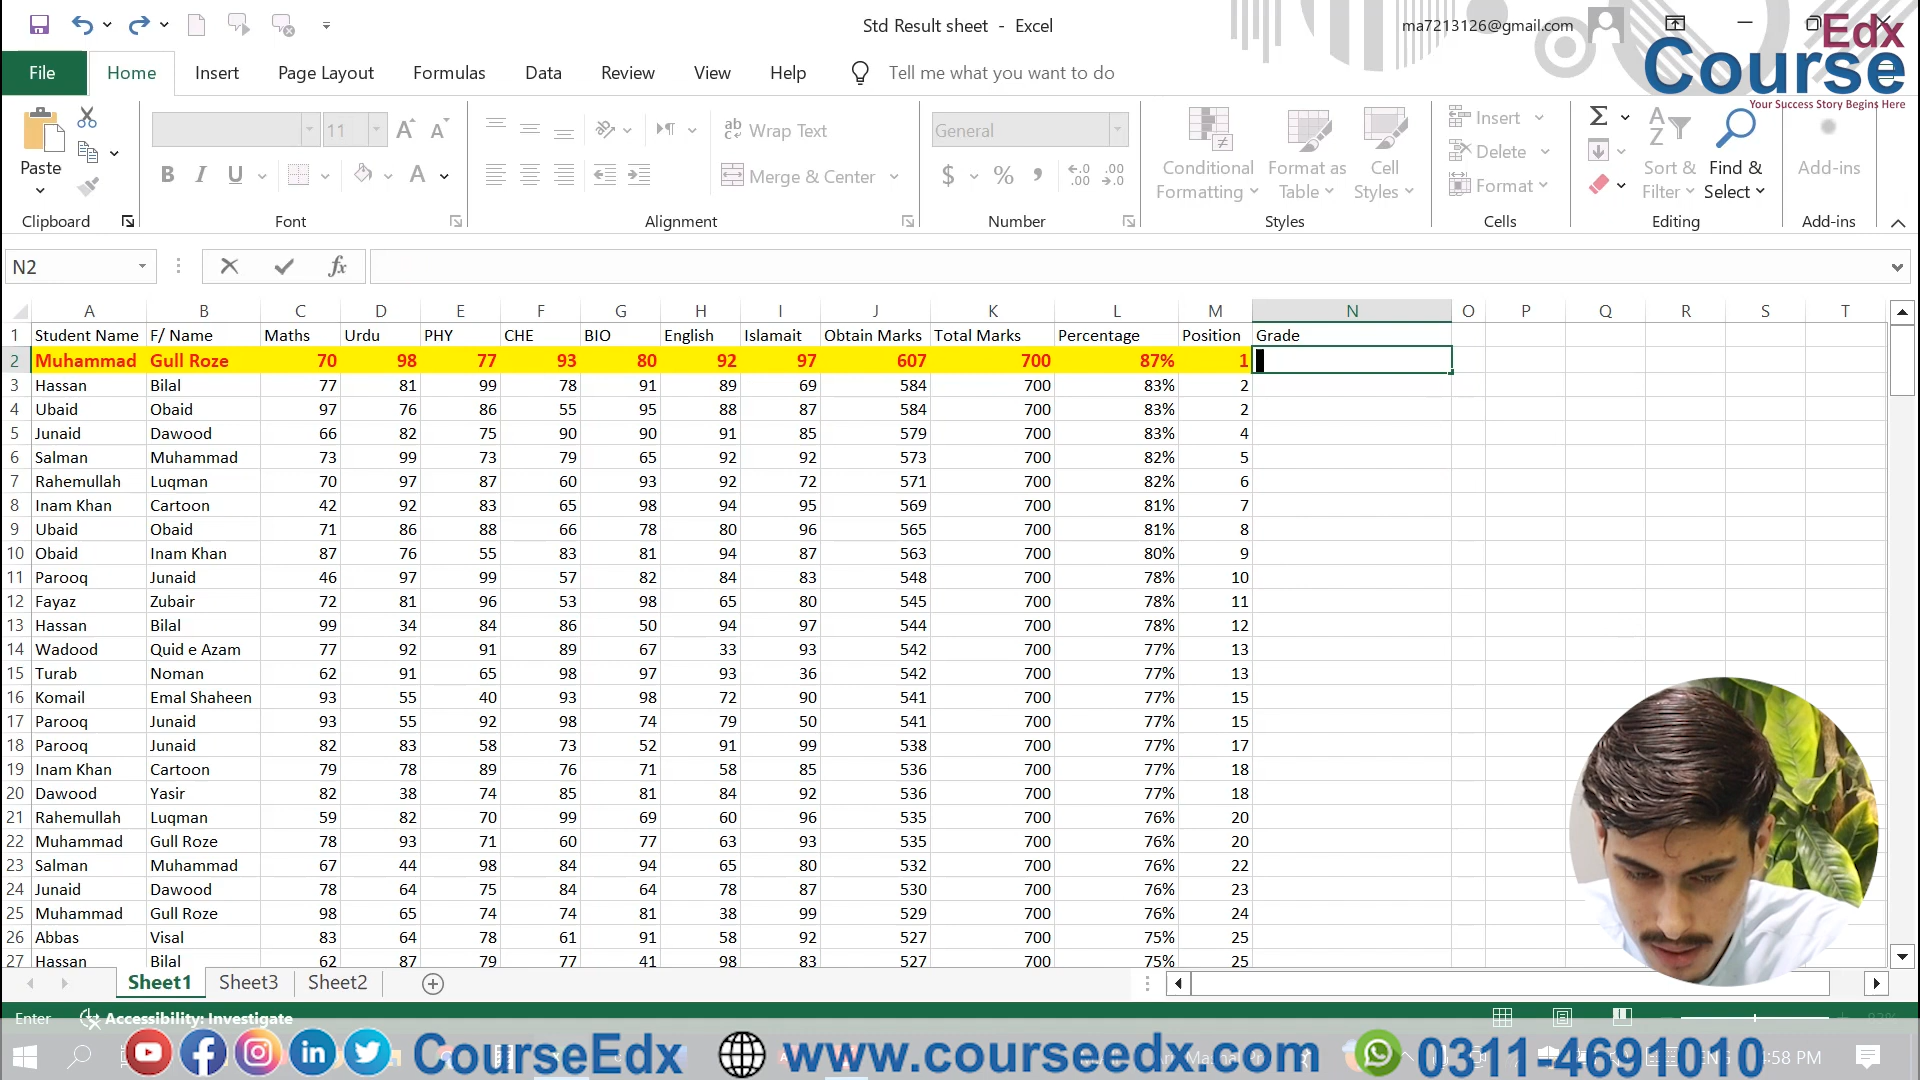 Std Result sheet - Excel
ma7213126@gmail.com
Edx
Course
Your Success Story Begins Here
File Home Insert Page Layout Formulas Data Review View Help Tell me what you want to do
Paste
Clipboard
11
B I U
Font
Wrap Text
Merge & Center
Alignment
General
$ % ,
Number
Conditional Formatting
Format as Table
Cell Styles
Styles
Insert
Delete
Format
Cells
Sort & Filter
Find & Select
Editing
Add-ins
Add-ins
N2 fx
A B C D E F G H I J K L M N O P Q R S T
1 Student Name F/ Name Maths Urdu PHY CHE BIO English Islamait Obtain Marks Total Marks Percentage Position Grade
2 Muhammad Gull Roze 70 98 77 93 80 92 97 607 700 87% 1
3 Hassan Bilal 77 81 99 78 91 89 69 584 700 83% 2
4 Ubaid Obaid 97 76 86 55 95 88 87 584 700 83% 2
5 Junaid Dawood 66 82 75 90 90 91 85 579 700 83% 4
6 Salman Muhammad 73 99 73 79 65 92 92 573 700 82% 5
7 Rahemullah Luqman 70 97 87 60 93 92 72 571 700 82% 6
8 Inam Khan Cartoon 42 92 83 65 98 94 95 569 700 81% 7
9 Ubaid Obaid 71 86 88 66 78 80 96 565 700 81% 8
10 Obaid Inam Khan 87 76 55 83 81 94 87 563 700 80% 9
11 Parooq Junaid 46 97 99 57 82 84 83 548 700 78% 10
12 Fayaz Zubair 72 81 96 53 98 65 80 545 700 78% 11
13 Hassan Bilal 99 34 84 86 50 94 97 544 700 78% 12
14 Wadood Quid e Azam 77 92 91 89 67 33 93 542 700 77% 13
15 Turab Noman 62 91 65 98 97 93 36 542 700 77% 13
16 Komail Emal Shaheen 93 55 40 93 98 72 90 541 700 77% 15
17 Parooq Junaid 93 55 92 98 74 79 50 541 700 77% 15
18 Parooq Junaid 82 83 58 73 52 91 99 538 700 77% 17
19 Inam Khan Cartoon 79 78 89 76 71 58 85 536 700 77% 18
20 Dawood Yasir 82 38 74 85 81 84 92 536 700 77% 18
21 Rahemullah Luqman 59 82 70 99 69 60 96 535 700 76% 20
22 Muhammad Gull Roze 78 93 71 60 77 63 93 535 700 76% 20
23 Salman Muhammad 67 44 98 84 94 65 80 532 700 76% 22
24 Junaid Dawood 78 64 75 84 64 78 87 530 700 76% 23
25 Muhammad Gull Roze 98 65 74 74 81 38 99 529 700 76% 24
26 Abbas Visal 83 64 78 61 91 58 92 527 700 75% 25
27 Hassan Bilal 62 87 79 77 41 98 83 527 700 75% 25
Sheet1 Sheet3 Sheet2
Enter Accessibility: Investigate
CourseEdx www.courseedx.com 0311-4691010
:58 PM